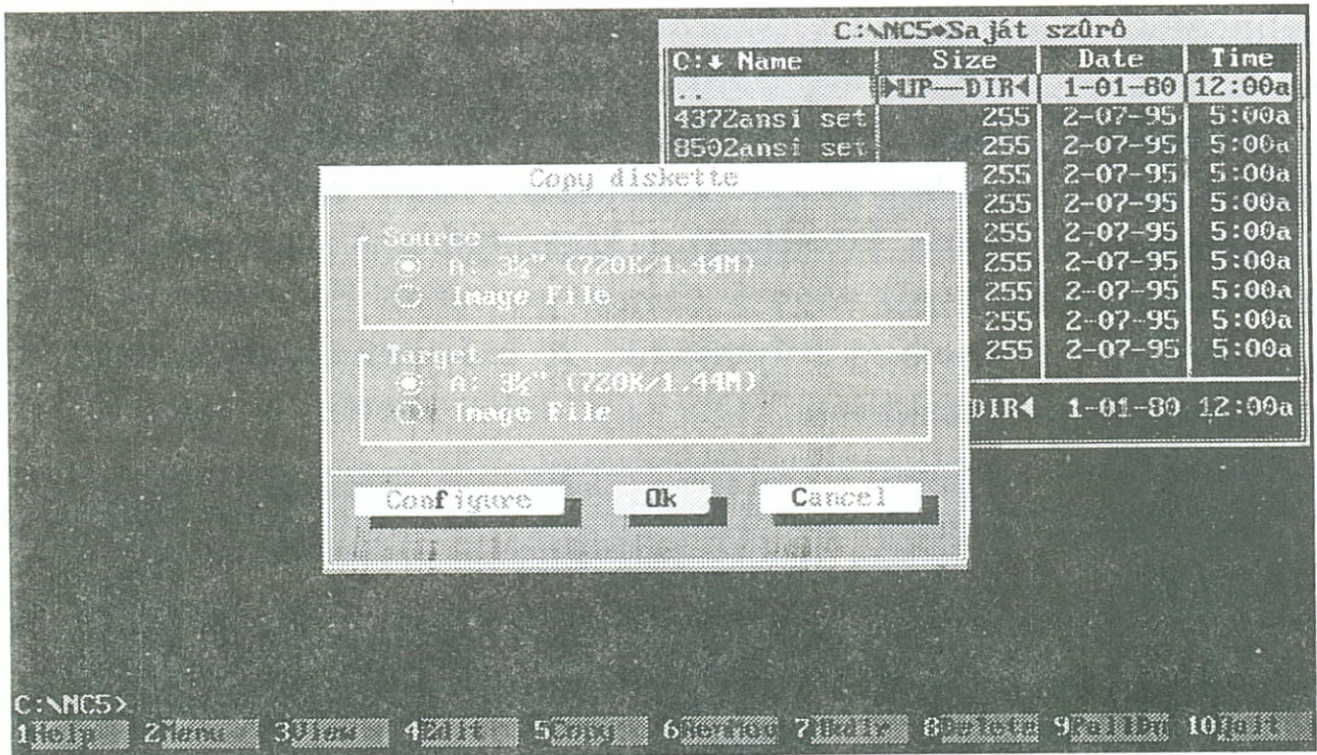 C:\NC5◆Saját szûrô
C:↓ Name Size Date Time
.. ►UP--DIR◄ 1-01-80 12:00a
4372ansi set 255 2-07-95 5:00a
8502ansi set 255 2-07-95 5:00a
255 2-07-95 5:00a
255 2-07-95 5:00a
255 2-07-95 5:00a
255 2-07-95 5:00a
255 2-07-95 5:00a
255 2-07-95 5:00a
255 2-07-95 5:00a
DIR◄ 1-01-80 12:00a
Copy diskette
Source
A: 3½" (720K/1.44M)
Image File
Target
A: 3½" (720K/1.44M)
Image File
Configure Ok Cancel
C:\NC5>
1Help 2Menu 3View 4Edit 5Copy 6RenMov 7Mkdir 8Delete 9PullDn 10Quit